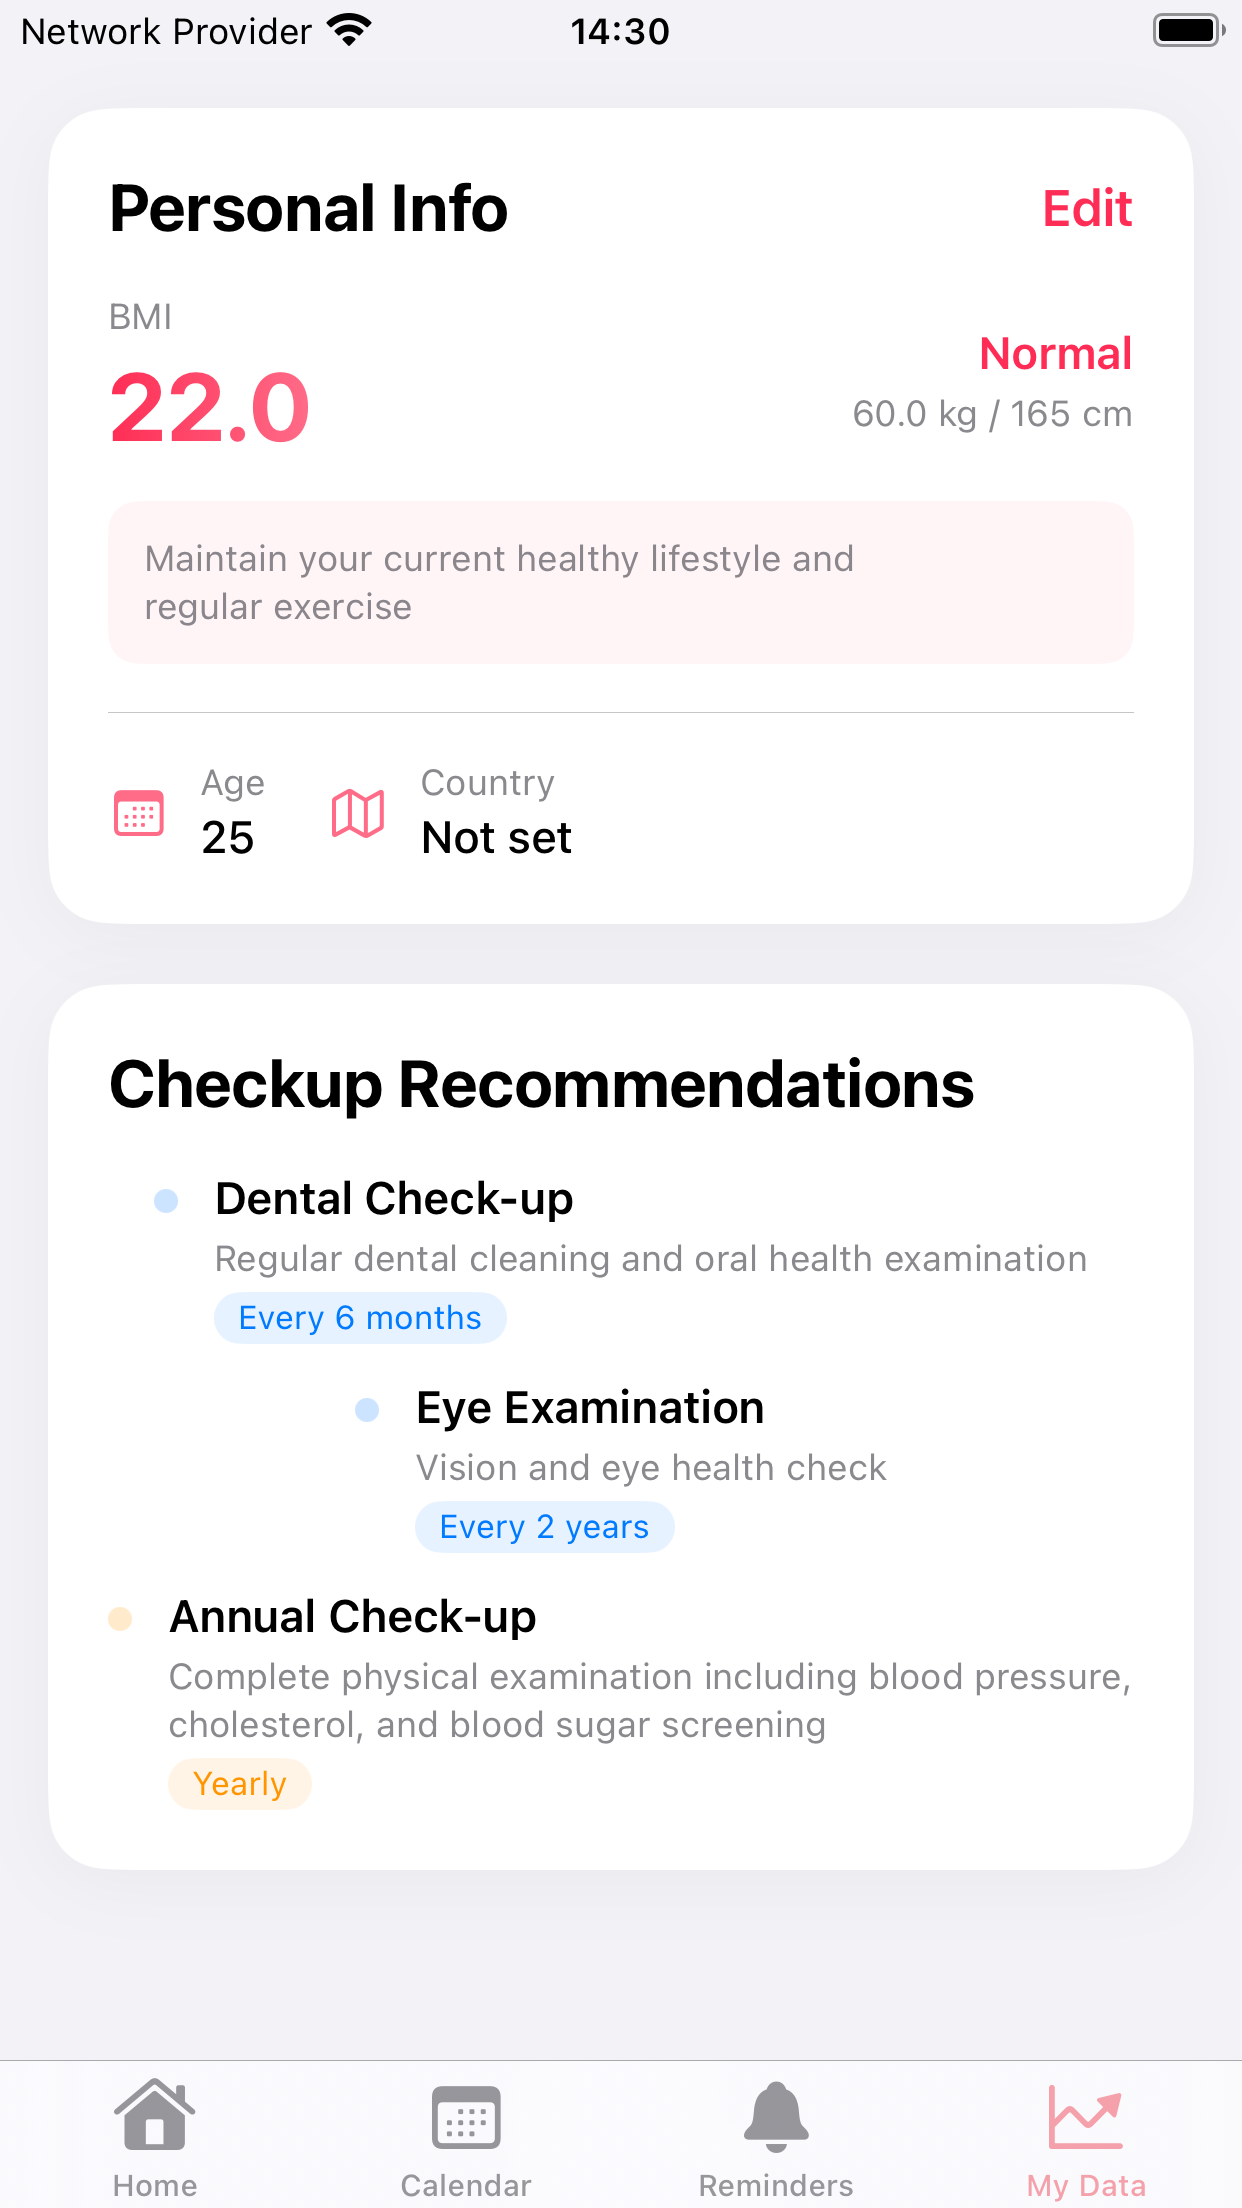 Network Provider 14:30
Personal Info
Edit
BMI
22.0
Normal
60.0 kg / 165 cm
Maintain your current healthy lifestyle and
regular exercise
Age
25
Country
Not set
Checkup Recommendations
Dental Check-up
Regular dental cleaning and oral health examination
Every 6 months
Eye Examination
Vision and eye health check
Every 2 years
Annual Check-up
Complete physical examination including blood pressure,
cholesterol, and blood sugar screening
Yearly
Home
Calendar
Reminders
My Data